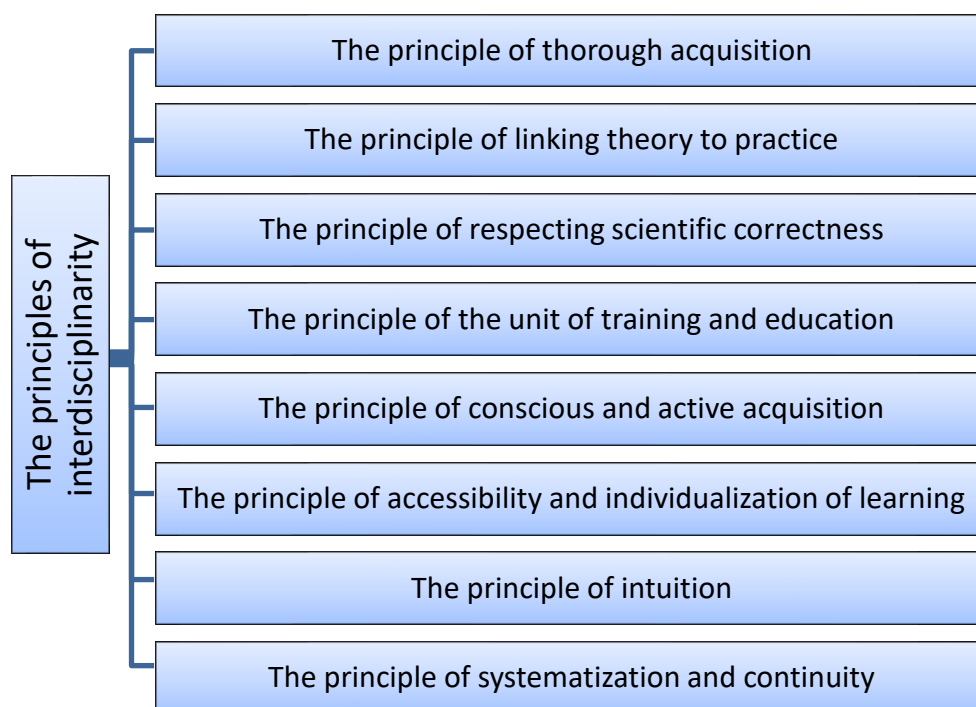 The principles of
interdisciplinarity
The principle of thorough acquisition
The principle of linking theory to practice
The principle of respecting scientific correctness
The principle of the unit of training and education
The principle of conscious and active acquisition
The principle of accessibility and individualization of learning
The principle of intuition
The principle of systematization and continuity